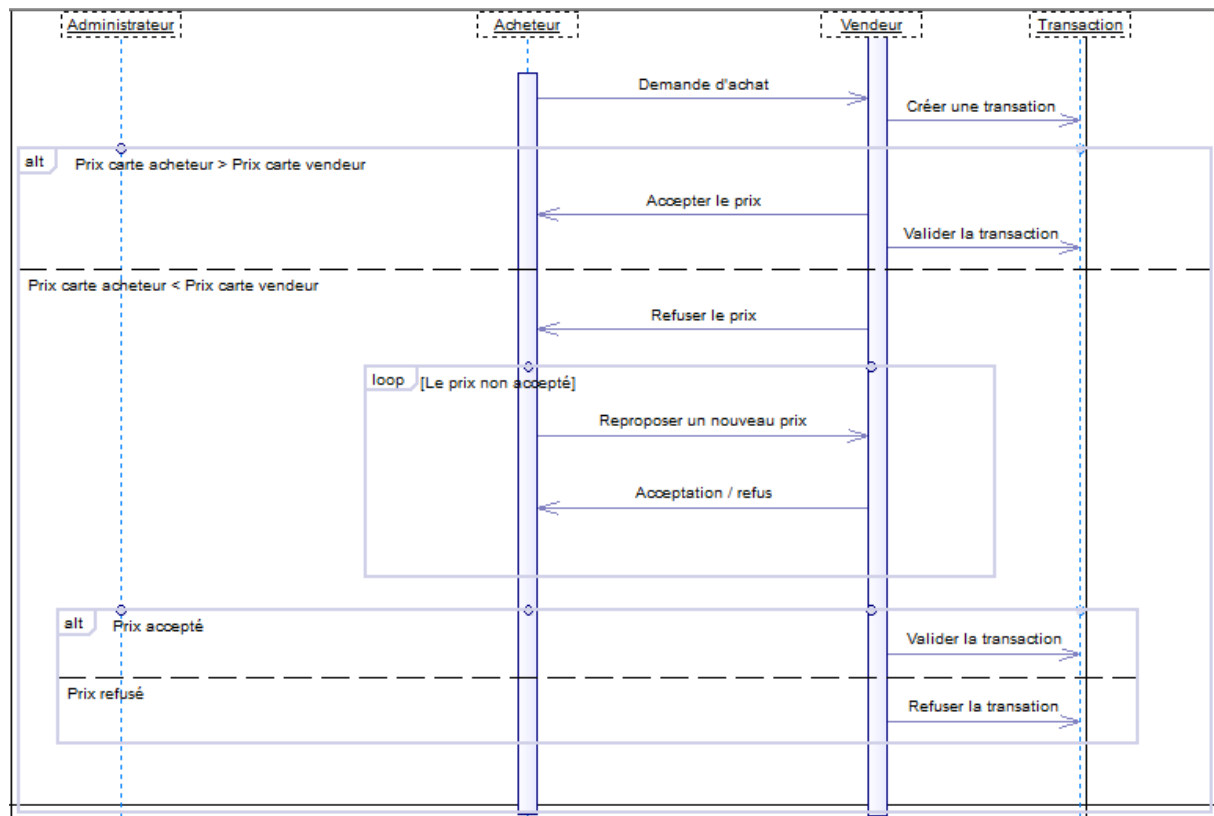 Administrateur
Acheteur
Vendeur
Transaction
Demande d'achat
Créer une transation
alt
Prix carte acheteur > Prix carte vendeur
Accepter le prix
Valider la transaction
Prix carte acheteur < Prix carte vendeur
Refuser le prix
loop
[Le prix non accepté]
Reproposer un nouveau prix
Acceptation / refus
alt
Prix accepté
Valider la transaction
Prix refusé
Refuser la transation